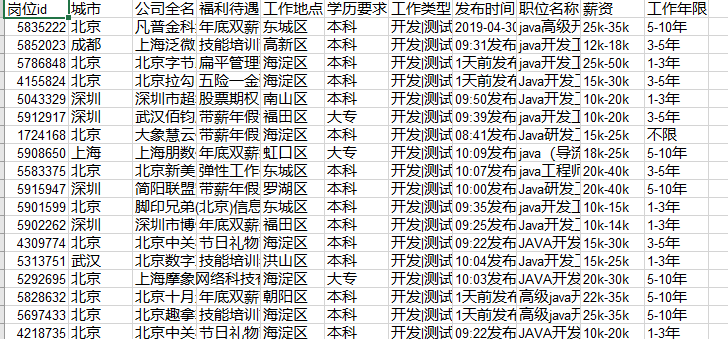 岗位id 城市 公司全名 福利待遇 工作地点 学历要求 工作类型 发布时间 职位名称 薪资 工作年限
5835222 北京 凡普金科 年底双薪 东城区 本科 开发|测试 2019-04-30 java高级开 25k-35k 5-10年
5852023 成都 上海泛微 技能培训 高新区 本科 开发|测试 09:31发布 java开发工 12k-18k 3-5年
5786848 北京 北京字节 扁平管理 海淀区 本科 开发|测试 1天前发布 java开发工 25k-50k 1-3年
4155824 北京 北京拉勾 五险一金 海淀区 本科 开发|测试 1天前发布 java开发工 15k-30k 3-5年
5043329 深圳 深圳市超 股票期权 南山区 本科 开发|测试 09:50发布 Java开发工 10k-20k 1-3年
5912917 深圳 武汉佰钧 带薪年假 福田区 大专 开发|测试 09:39发布 java开发工 10k-20k 3-5年
1724168 北京 大象慧云 带薪年假 海淀区 本科 开发|测试 08:41发布 Java研发工 15k-25k 不限
5908650 上海 上海朋数 年底双薪 虹口区 大专 开发|测试 10:09发布 java（导流 18k-25k 5-10年
5583375 北京 北京新美 弹性工作 海淀区 本科 开发|测试 10:07发布 java工程师 20k-40k 3-5年
5915947 深圳 简阳联盟 带薪年假 罗湖区 本科 开发|测试 10:00发布 Java研发工 20k-40k 5-10年
5901599 北京 脚印兄弟(北京)信息 东城区 本科 开发|测试 09:35发布 java开发工 10k-15k 1-3年
5902262 深圳 深圳市博 年底双薪 福田区 本科 开发|测试 09:25发布 Java开发工 10k-14k 1-3年
4309774 北京 北京中关 节日礼物 海淀区 本科 开发|测试 09:22发布 JAVA开发 15k-30k 3-5年
5313751 武汉 北京数字 技能培训 洪山区 本科 开发|测试 10:04发布 Java开发工 15k-25k 1-3年
5292695 北京 上海摩象网络科技有 海淀区 大专 开发|测试 10:03发布 JAVA开发 20k-30k 5-10年
5828632 北京 北京十月 年底双薪 朝阳区 本科 开发|测试 1天前发布 高级java开 22k-35k 5-10年
5697433 北京 北京趣拿 技能培训 海淀区 本科 开发|测试 1天前发布 高级java开 25k-35k 5-10年
4218735 北京 北京中关 节日礼物 海淀区 本科 开发|测试 09:22发布 JAVA开发 10k-20k 1-3年